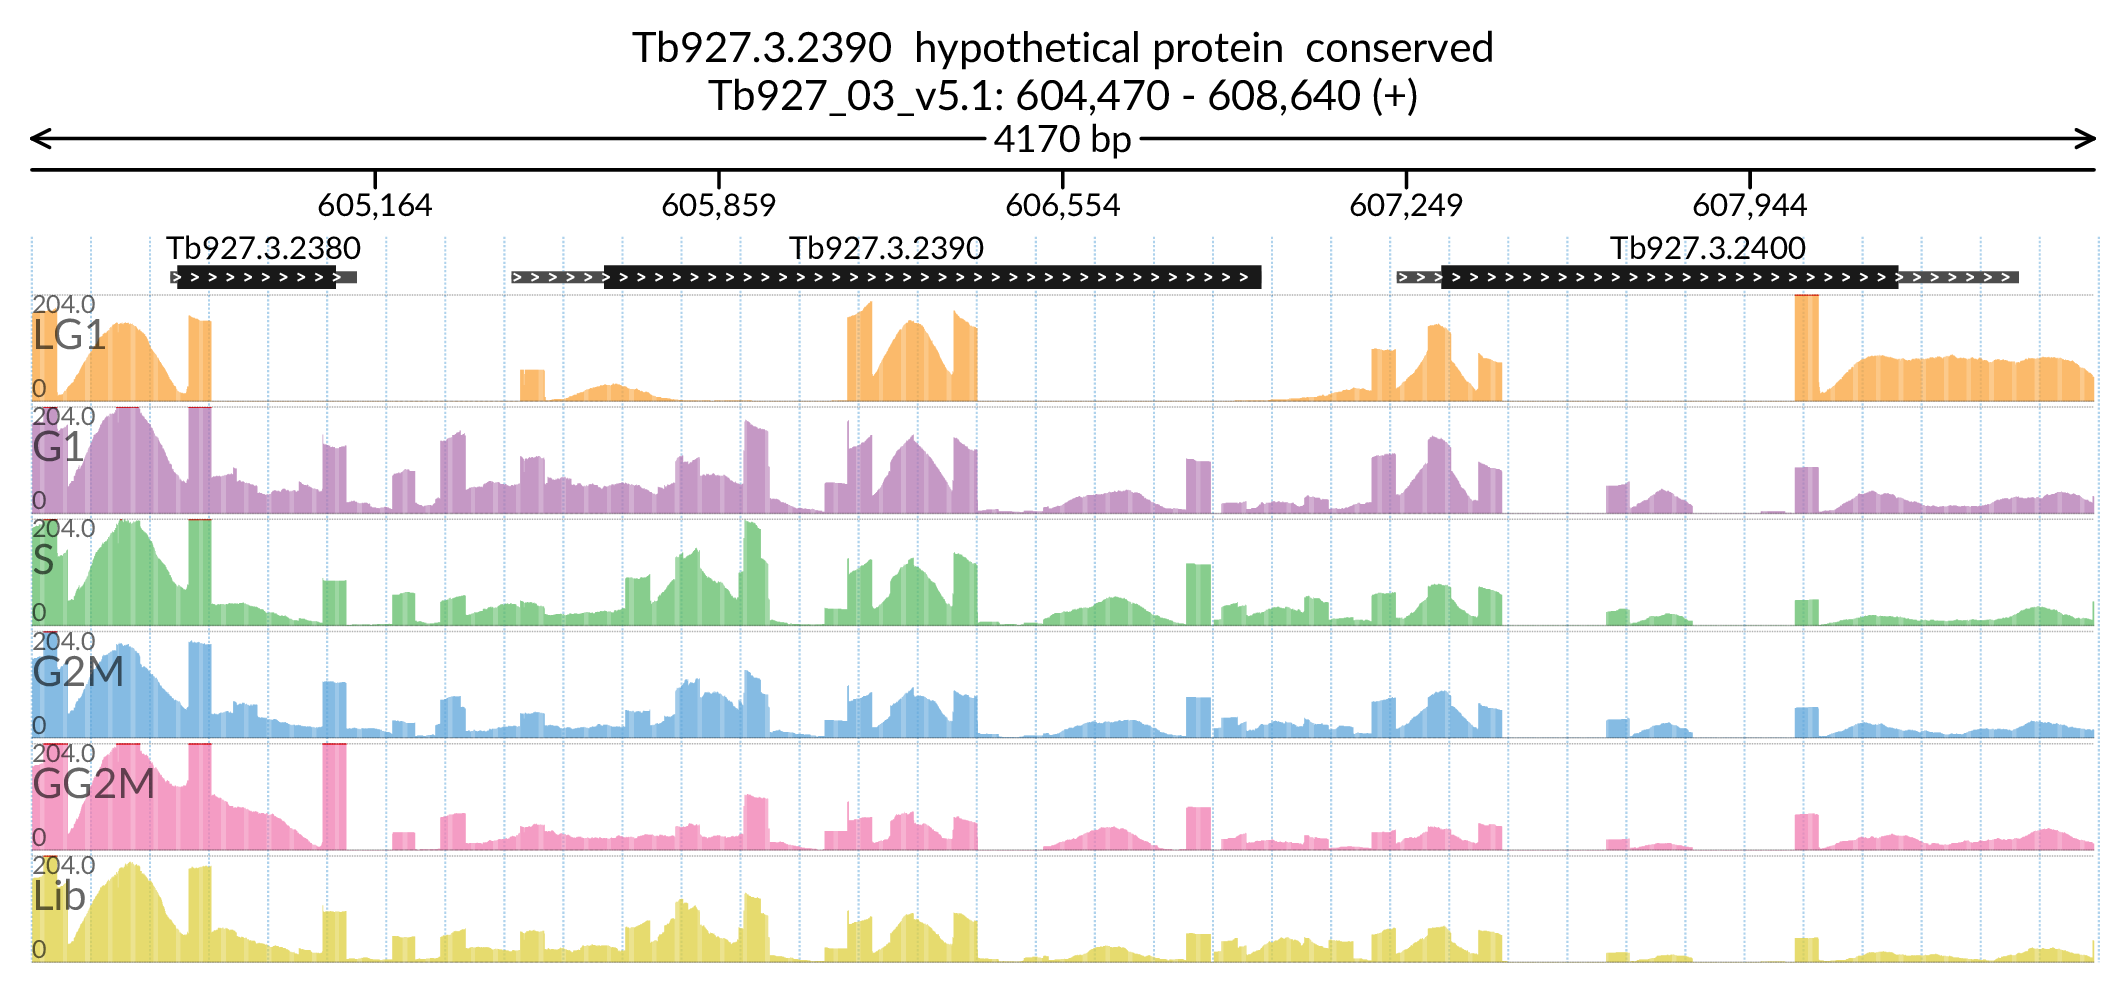 Tb927.3.2390 hypothetical protein conserved
Tb927_03_v5.1: 604,470 - 608,640 (+)
4170 bp
605,164 605,859 606,554 607,249 607,944
Tb927.3.2380 Tb927.3.2390 Tb927.3.2400
204.0
LG1
0
204.0
G1
0
204.0
S
0
204.0
G2M
0
204.0
GG2M
0
204.0
Lib
0